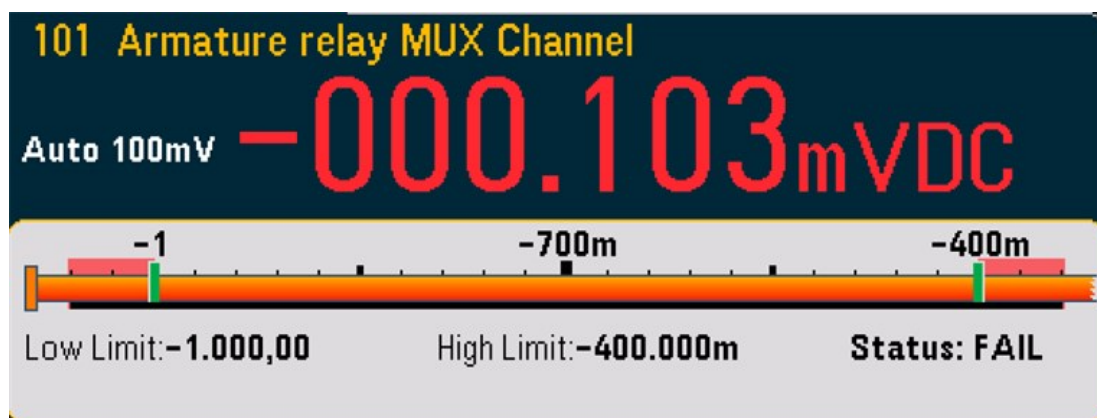 101 Armature relay MUX Channel
Auto 100mV -000.103mVDC
-1 -700m -400m
Low Limit:-1.000,00 High Limit:-400.000m Status: FAIL